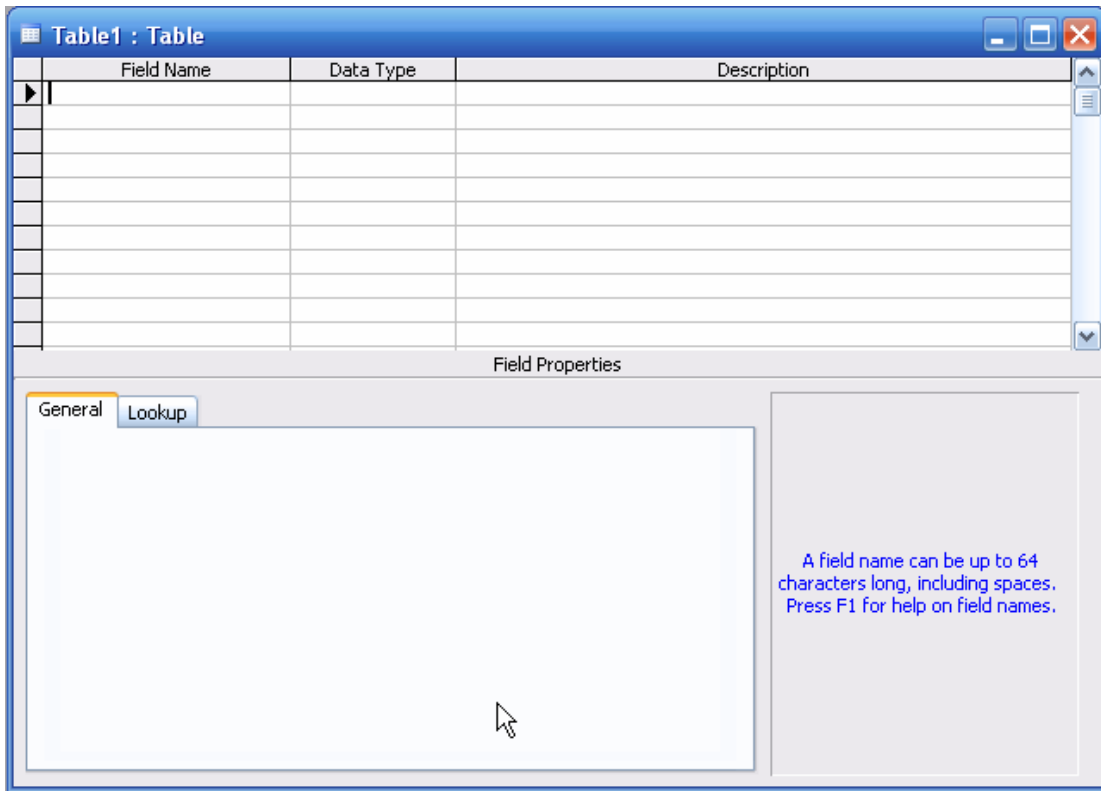 Table1 : Table
Field Name Data Type Description
Field Properties
General Lookup
A field name can be up to 64
characters long, including spaces.
Press F1 for help on field names.